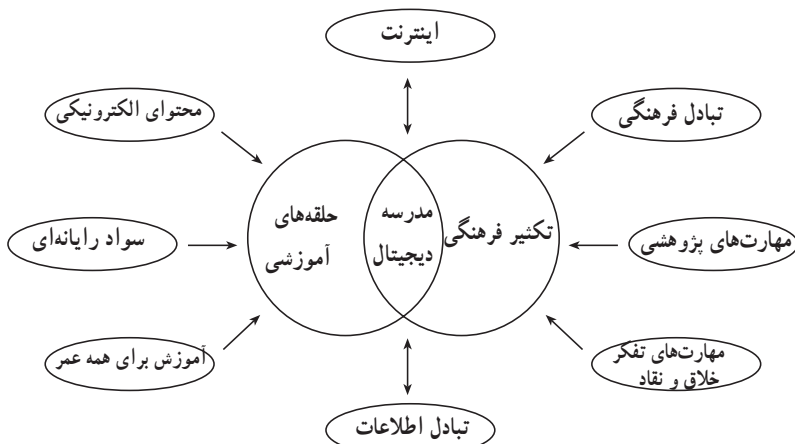 اینترنت
تبادل فرهنگی
محتوای الکترونیکی
مهارت‌های پژوهشی
سواد رایانه‌ای
تکثیر فرهنگی
مدرسه
دیجیتال
حلقه‌های
آموزشی
مهارت‌های تفکر
خلاق و نقاد
آموزش برای همه عمر
تبادل اطلاعات